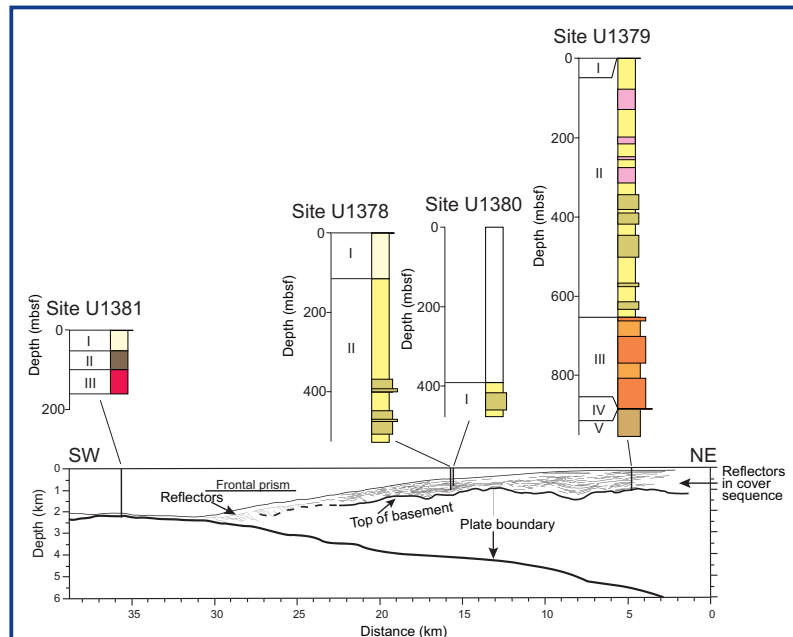 Site U1379
0
I
200
II
400
Depth (mbsf)
600
III
800
IV
V
Site U1378
0
I
200
Depth (mbsf)
II
400
Site U1380
0
200
Depth (mbsf)
400
I
Site U1381
0
I
II
III
200
Depth (mbsf)
SW
NE
0
1
2
3
4
5
6
Depth (km)
Frontal prism
Reflectors
Top of basement
Plate boundary
Reflectors
in cover
sequence
35 30 25 20 15 10 5 0
Distance (km)